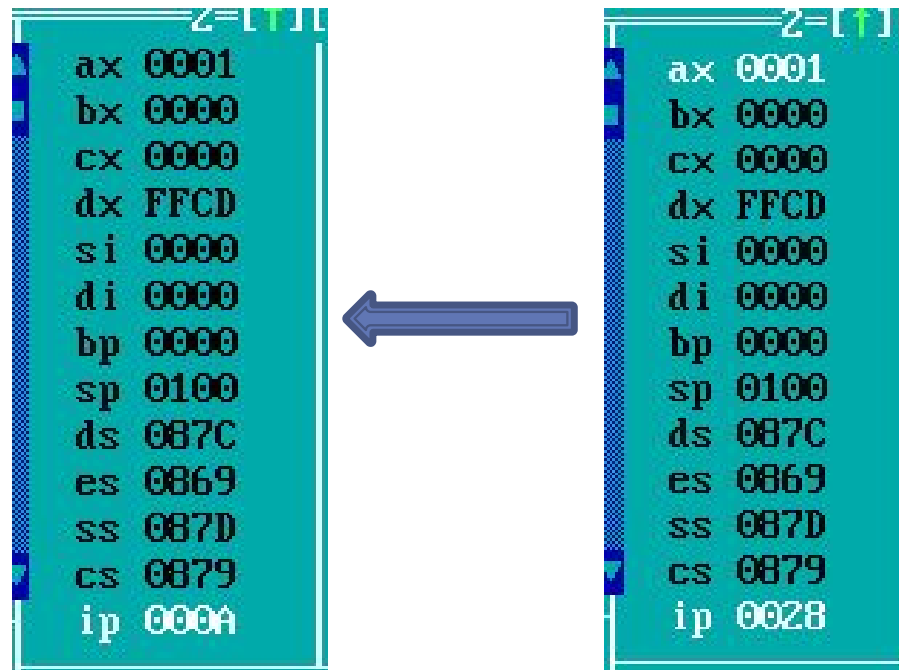 2=[↑][
ax 0001
bx 0000
cx 0000
dx FFCD
si 0000
di 0000
bp 0000
sp 0100
ds 087C
es 0869
ss 087D
cs 0879
ip 000A
2=[↑]
ax 0001
bx 0000
cx 0000
dx FFCD
si 0000
di 0000
bp 0000
sp 0100
ds 087C
es 0869
ss 087D
cs 0879
ip 0028